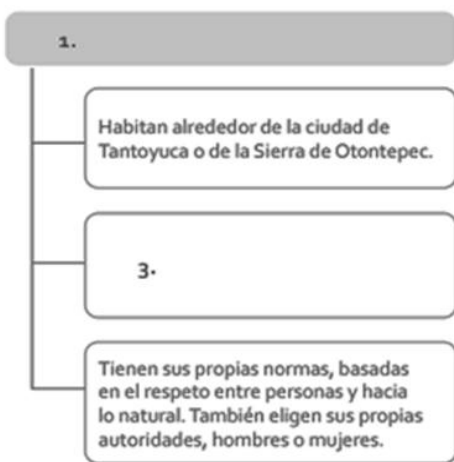 1.
Habitan alrededor de la ciudad de
Tantoyuca o de la Sierra de Otontepec.
3.
Tienen sus propias normas, basadas
en el respeto entre personas y hacia
lo natural. También eligen sus propias
autoridades, hombres o mujeres.